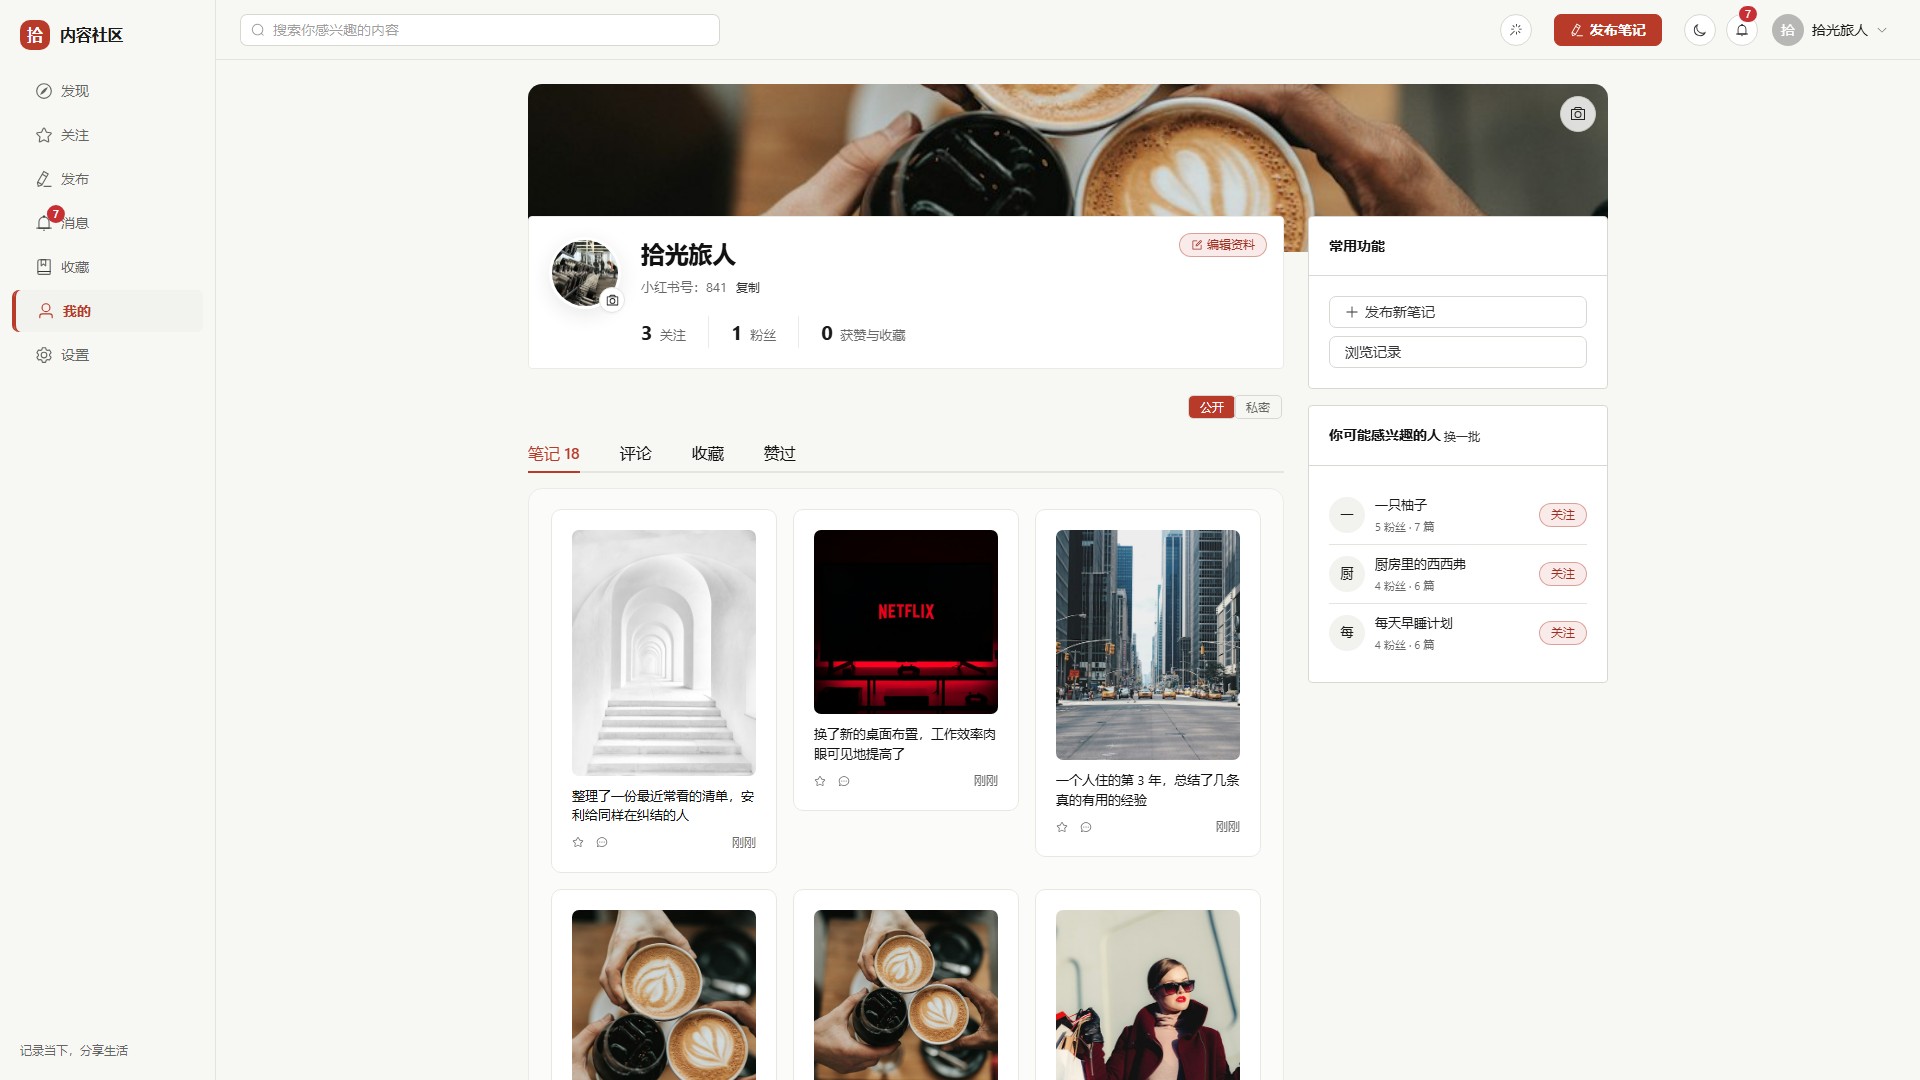 拾 内容社区
搜索你感兴趣的内容
发布笔记
7
拾 拾光旅人
发现
关注
发布
7
消息
收藏
我的
设置
记录当下，分享生活
拾光旅人
小红书号：841 复制
编辑资料
3 关注
1 粉丝
0 获赞与收藏
公开 私密
笔记 18 评论 收藏 赞过
整理了一份最近常看的清单，安
利给同样在纠结的人
刚刚
NETFLIX
换了新的桌面布置，工作效率肉
眼可见地提高了
刚刚
一个人住的第 3 年，总结了几条
真的有用的经验
刚刚
常用功能
发布新笔记
浏览记录
你可能感兴趣的人 换一批
一 一只柚子
5 粉丝 · 7 篇
关注
厨 厨房里的西西弗
4 粉丝 · 6 篇
关注
每 每天早睡计划
4 粉丝 · 6 篇
关注